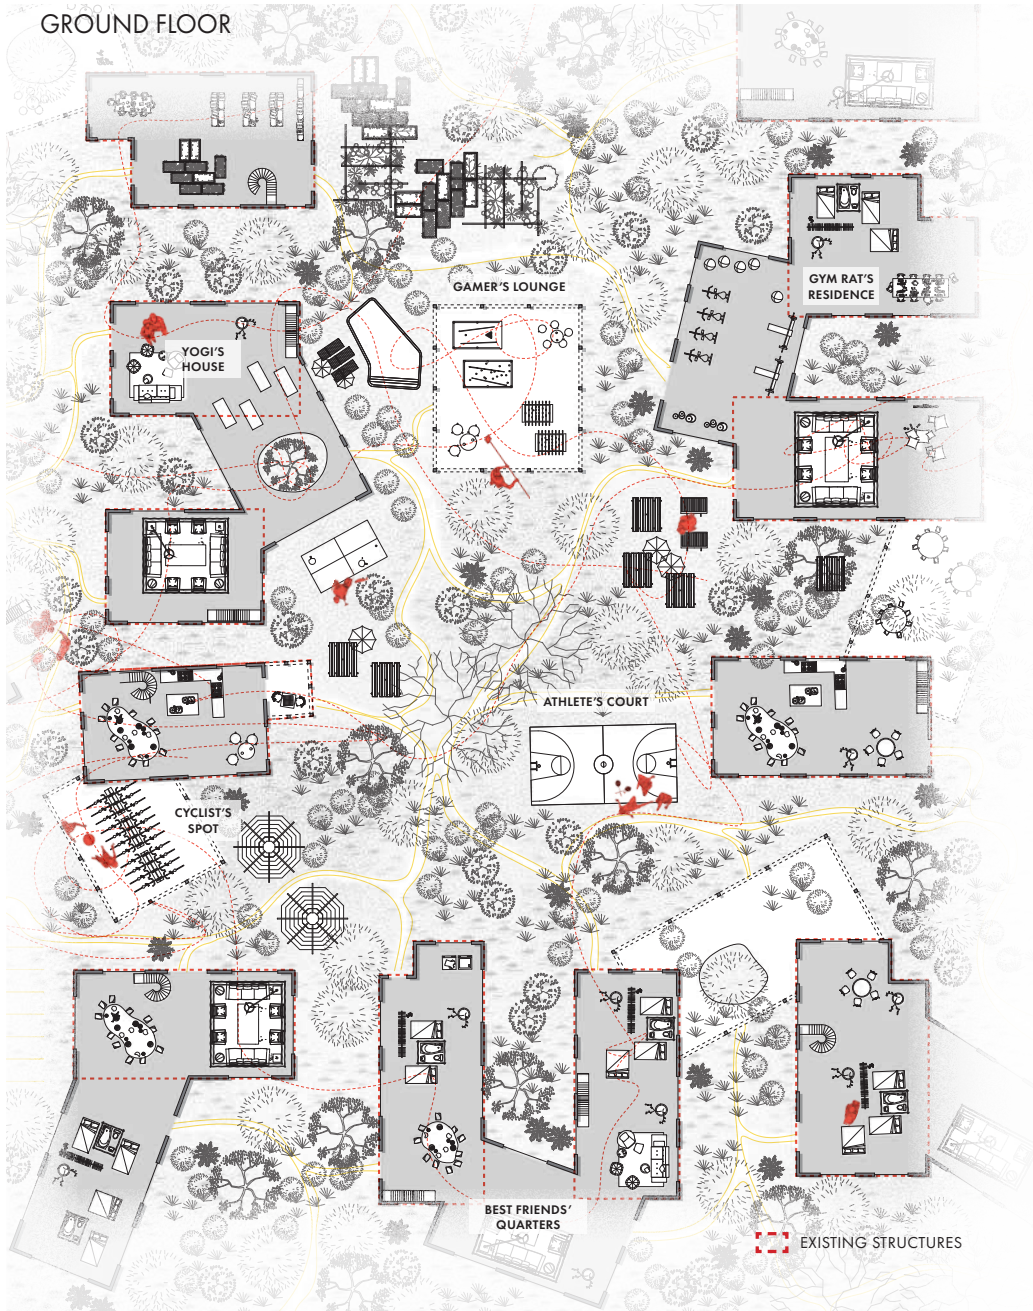 GROUND FLOOR
GAMER'S LOUNGE
GYM RAT'S
RESIDENCE
YOGI'S
HOUSE
ATHLETE'S COURT
CYCLIST'S
SPOT
BEST FRIENDS'
QUARTERS
EXISTING STRUCTURES